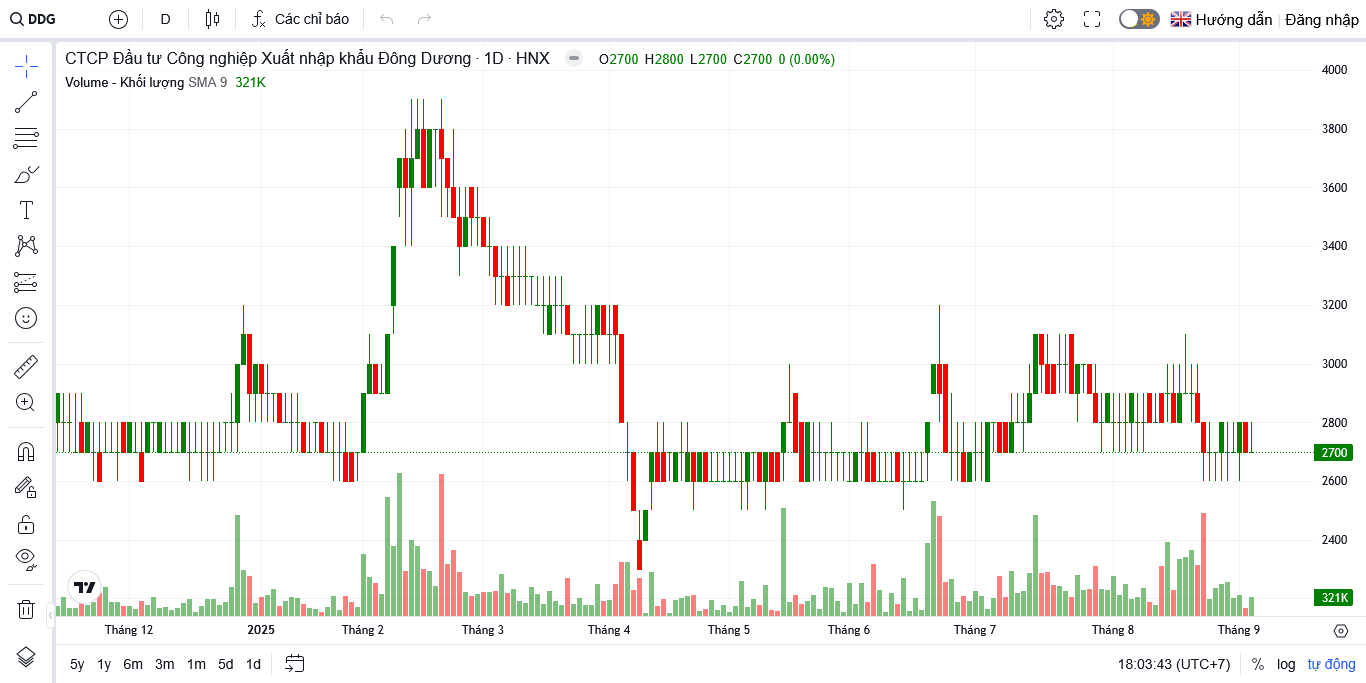 DDG D Các chỉ báo Hướng dẫn Đăng nhập
CTCP Đầu tư Công nghiệp Xuất nhập khẩu Đông Dương · 1D · HNX O2700 H2800 L2700 C2700 0 (0.00%)
Volume - Khối lượng SMA 9 321K
4000
3800
3600
3400
3200
3000
2800
2700
2600
2400
321K
Tháng 12 2025 Tháng 2 Tháng 3 Tháng 4 Tháng 5 Tháng 6 Tháng 7 Tháng 8 Tháng 9
5y 1y 6m 3m 1m 5d 1d 18:03:43 (UTC+7) % log tự động